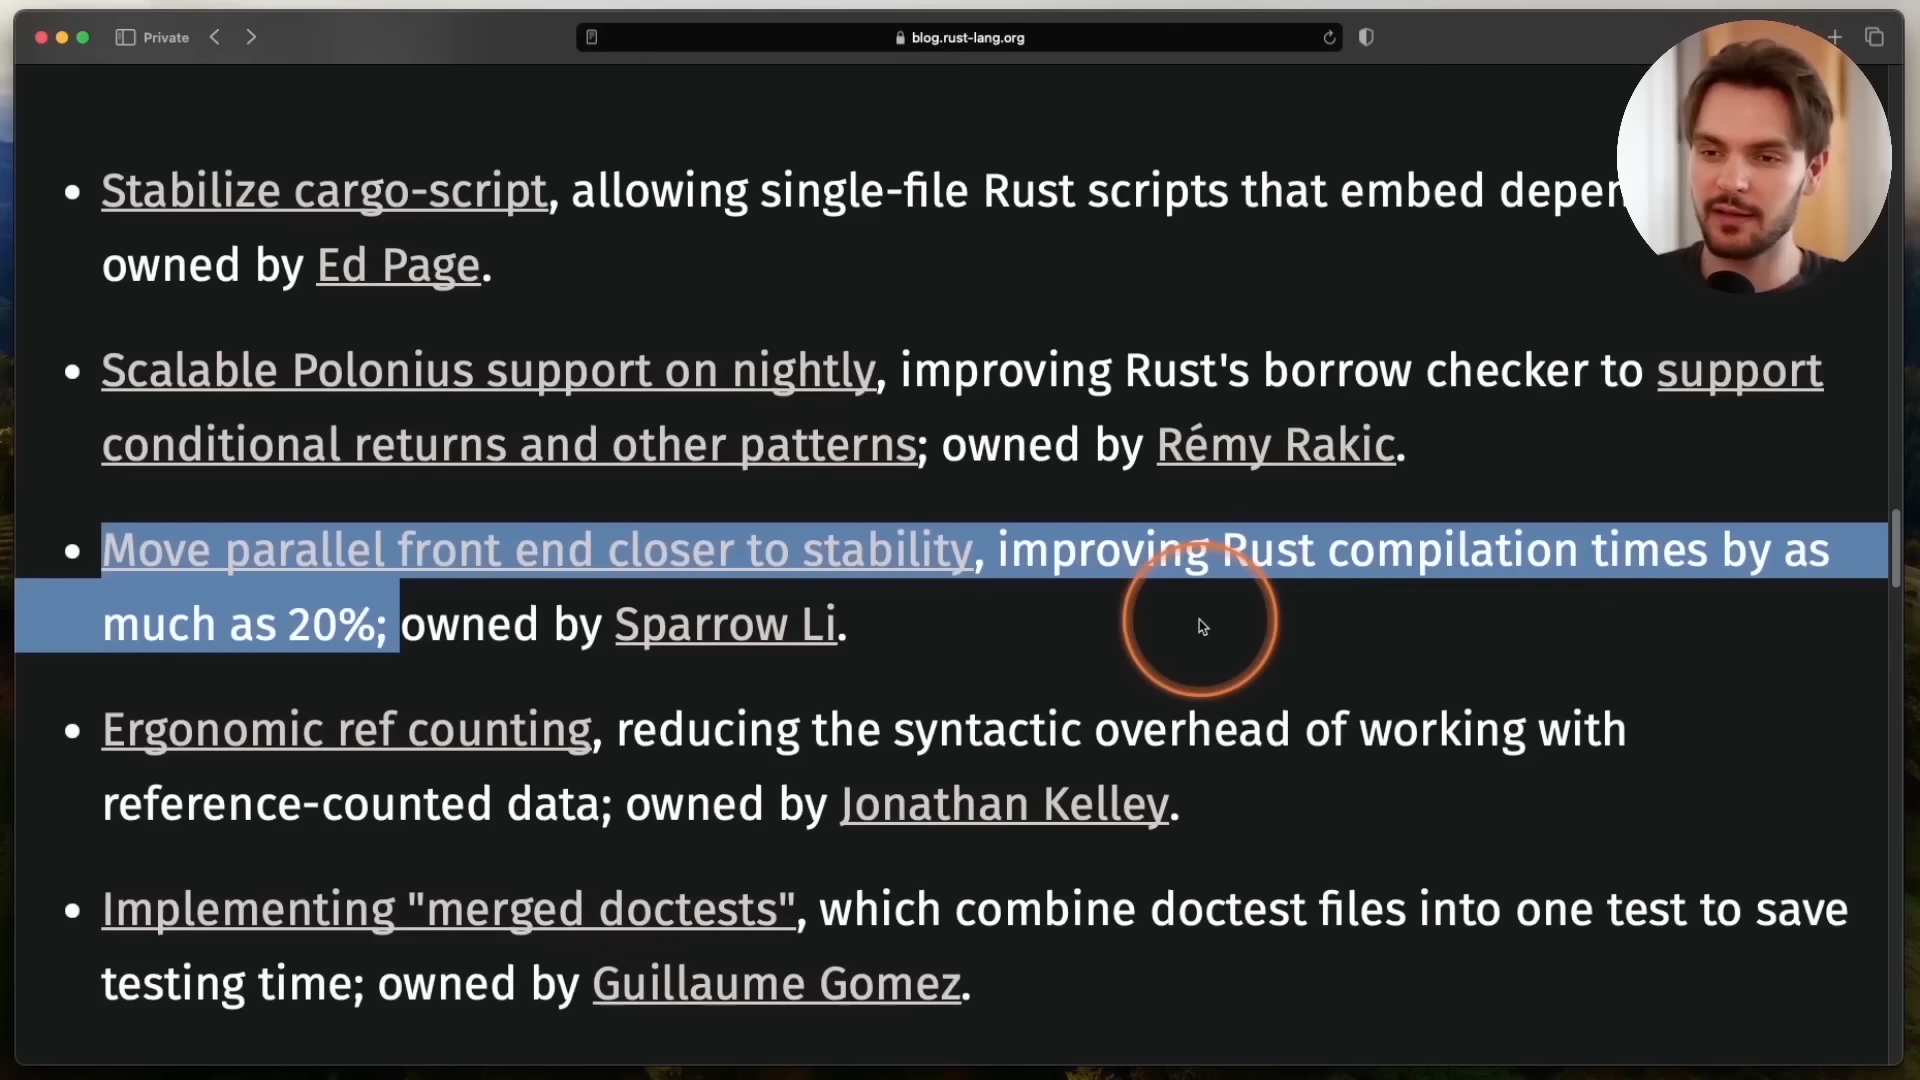 Private
blog.rust-lang.org
Stabilize cargo-script, allowing single-file Rust scripts that embed
owned by Ed Page.
Scalable Polonius support on nightly, improving Rust's borrow checker to support
conditional returns and other patterns; owned by Rémy Rakic.
Move parallel front end closer to stability, improving Rust compilation times by as
much as 20%; owned by Sparrow Li.
Ergonomic ref counting, reducing the syntactic overhead of working with
reference-counted data; owned by Jonathan Kelley.
Implementing "merged doctests", which combine doctest files into one test to save
testing time; owned by Guillaume Gomez.